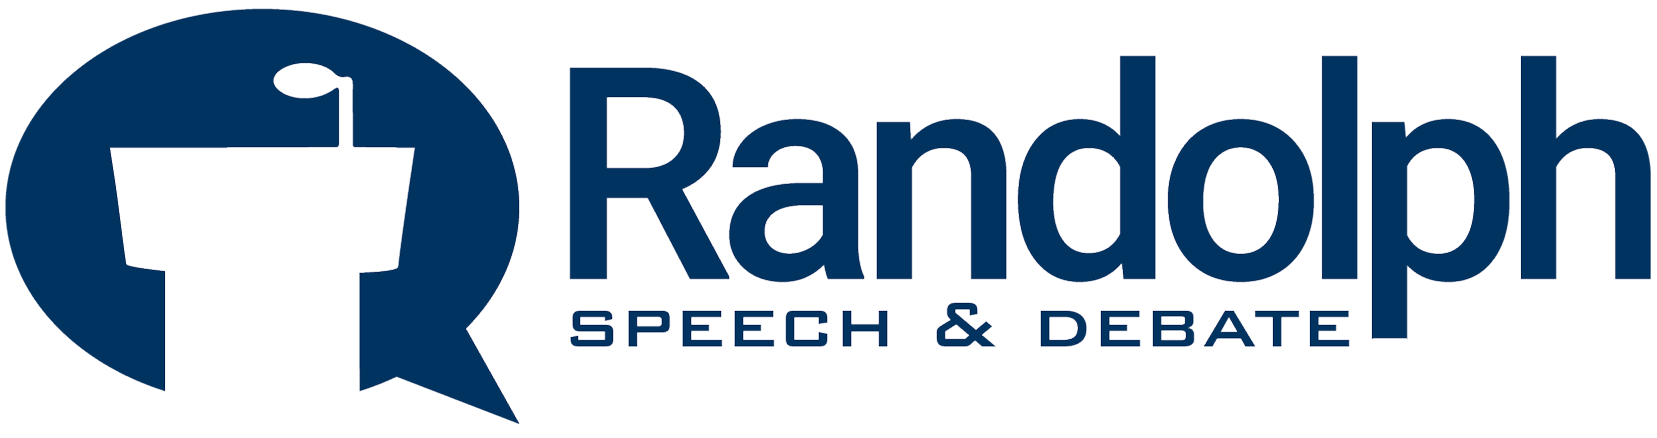 Randolph
SPEECH & DEBATE